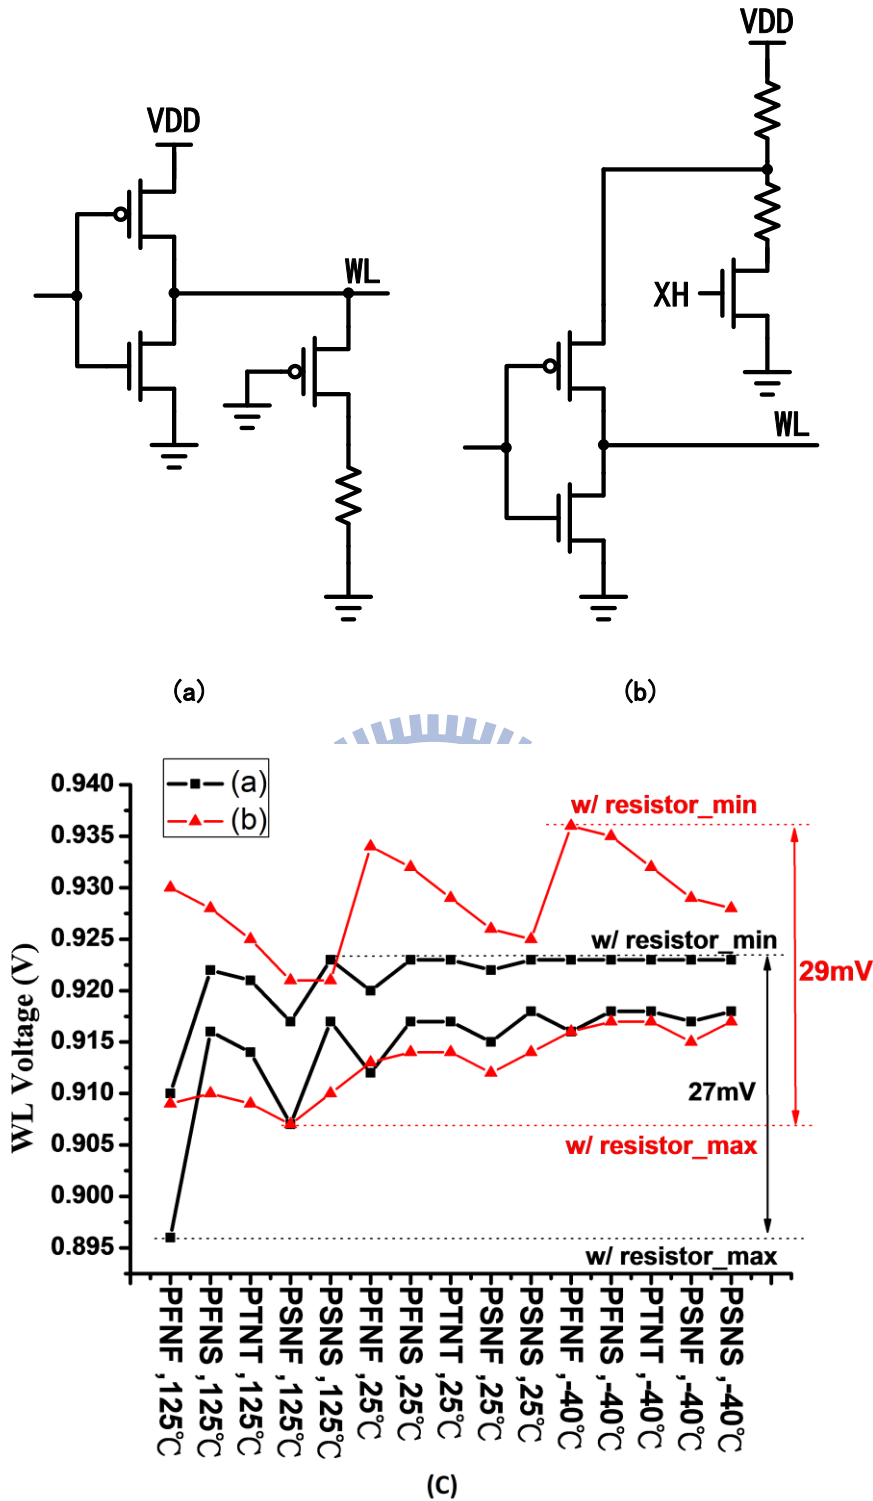 VDD
WL
(a)
VDD
XH
WL
(b)
(a)
(b)
WL Voltage (V)
0.940
0.935
0.930
0.925
0.920
0.915
0.910
0.905
0.900
0.895
w/ resistor_min
w/ resistor_min
29mV
27mV
w/ resistor_max
w/ resistor_max
PFNF ,125℃
PFNS ,125℃
PTNT ,125℃
PSNF ,125℃
PSNS ,125℃
PFNF ,25℃
PFNS ,25℃
PTNT ,25℃
PSNF ,25℃
PSNS ,25℃
PFNF ,-40℃
PFNS ,-40℃
PTNT ,-40℃
PSNF ,-40℃
PSNS ,-40℃
(C)